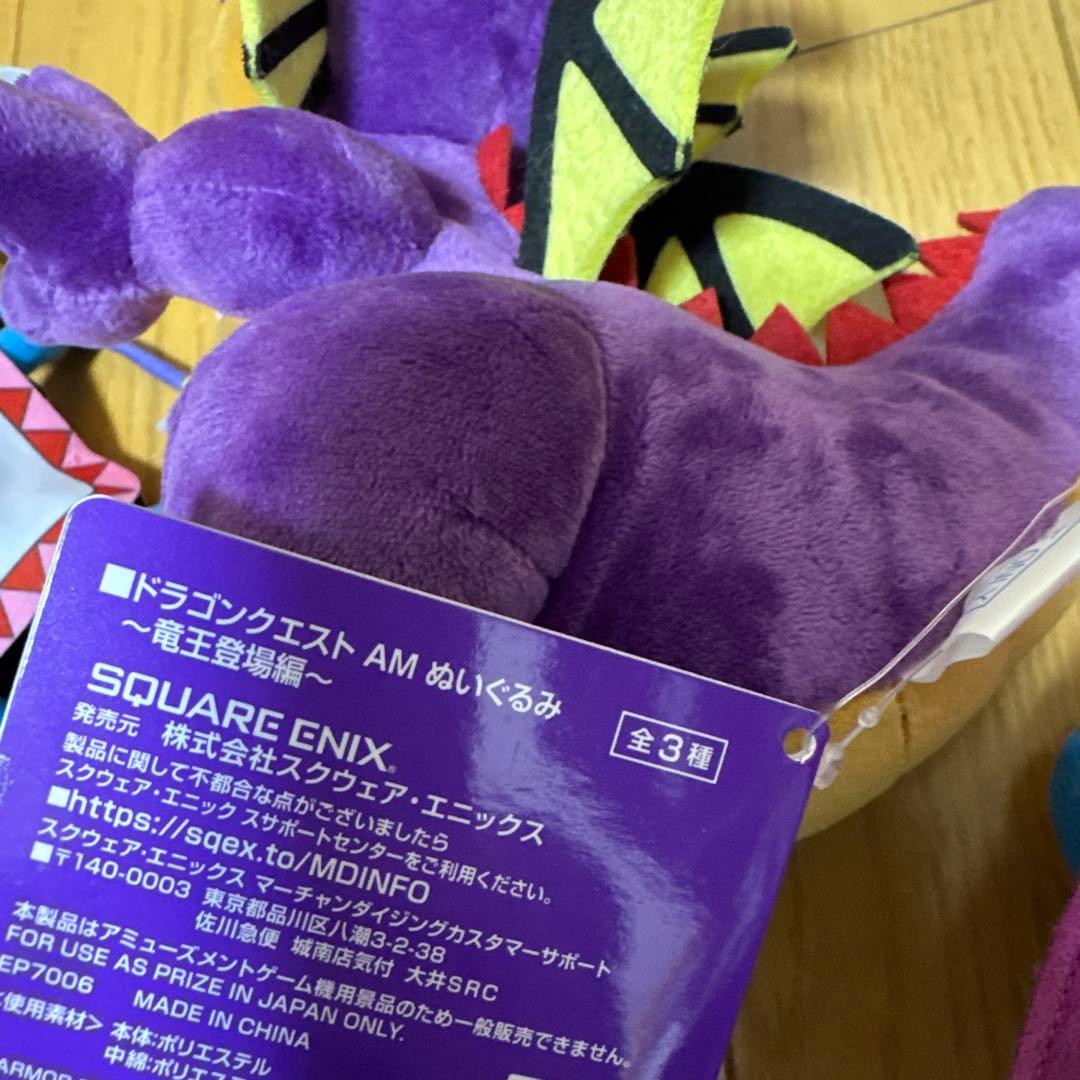 ■ドラゴンクエスト AM ぬいぐるみ
～竜王登場編～
全3種
SQUARE ENIX®
発売元 株式会社スクウェア・エニックス
製品に関して不都合な点がございましたら
スクウェア・エニックス サポートセンターをご利用ください。
■https://sqex.to/MDINFO
スクウェア・エニックス マーチャンダイジングカスタマーサポート
■〒140-0003 東京都品川区八潮3-2-38
佐川急便 城南店気付 大井SRC
本製品はアミューズメントゲーム機用景品のため一般販売できません。
FOR USE AS PRIZE IN JAPAN ONLY.
EP7006 MADE IN CHINA
<使用素材> 本体:ポリエステル
中綿:ポリエス
ARMOR